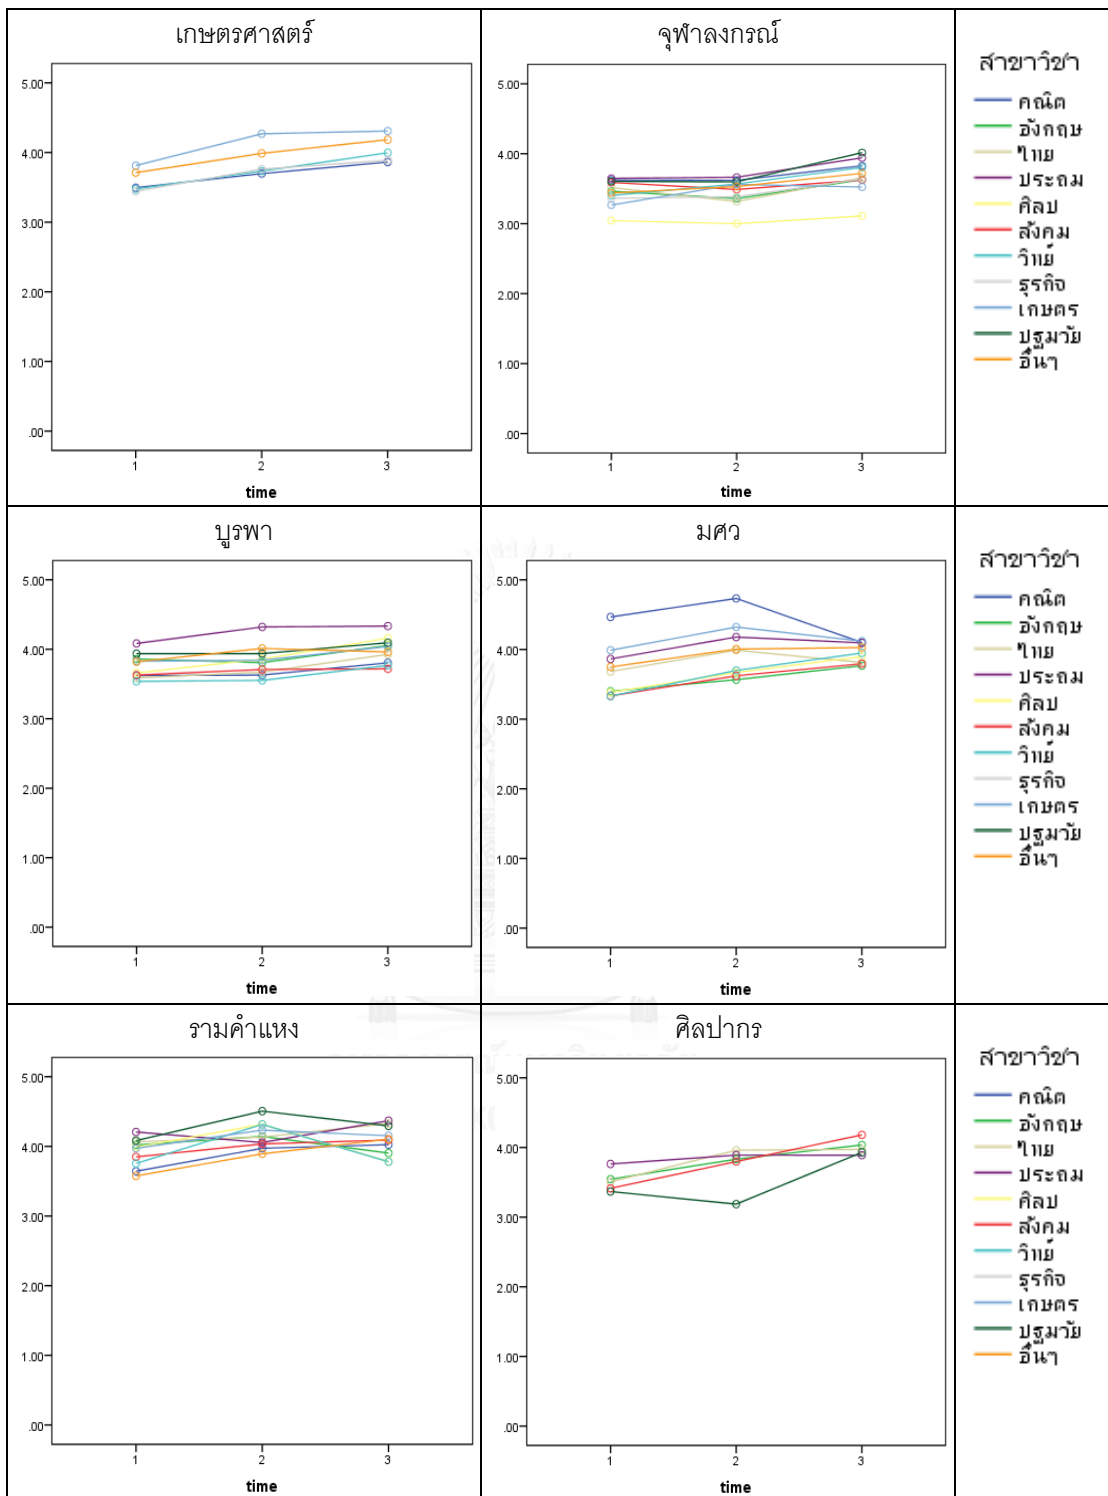 เกษตรศาสตร์
5.00
4.00
3.00
2.00
1.00
.00
1 2 3
time
จุฬาลงกรณ์
5.00
4.00
3.00
2.00
1.00
.00
1 2 3
time
สาขาวิชา
คณิต
อังกฤษ
ไทย
ประถม
ศิลป
สังคม
วิทย์
ธุรกิจ
เกษตร
ปฐมวัย
อื่นๆ
บูรพา
5.00
4.00
3.00
2.00
1.00
.00
1 2 3
time
มศว
5.00
4.00
3.00
2.00
1.00
.00
1 2 3
time
สาขาวิชา
คณิต
อังกฤษ
ไทย
ประถม
ศิลป
สังคม
วิทย์
ธุรกิจ
เกษตร
ปฐมวัย
อื่นๆ
รามคำแหง
5.00
4.00
3.00
2.00
1.00
.00
1 2 3
time
ศิลปากร
5.00
4.00
3.00
2.00
1.00
.00
1 2 3
time
สาขาวิชา
คณิต
อังกฤษ
ไทย
ประถม
ศิลป
สังคม
วิทย์
ธุรกิจ
เกษตร
ปฐมวัย
อื่นๆ